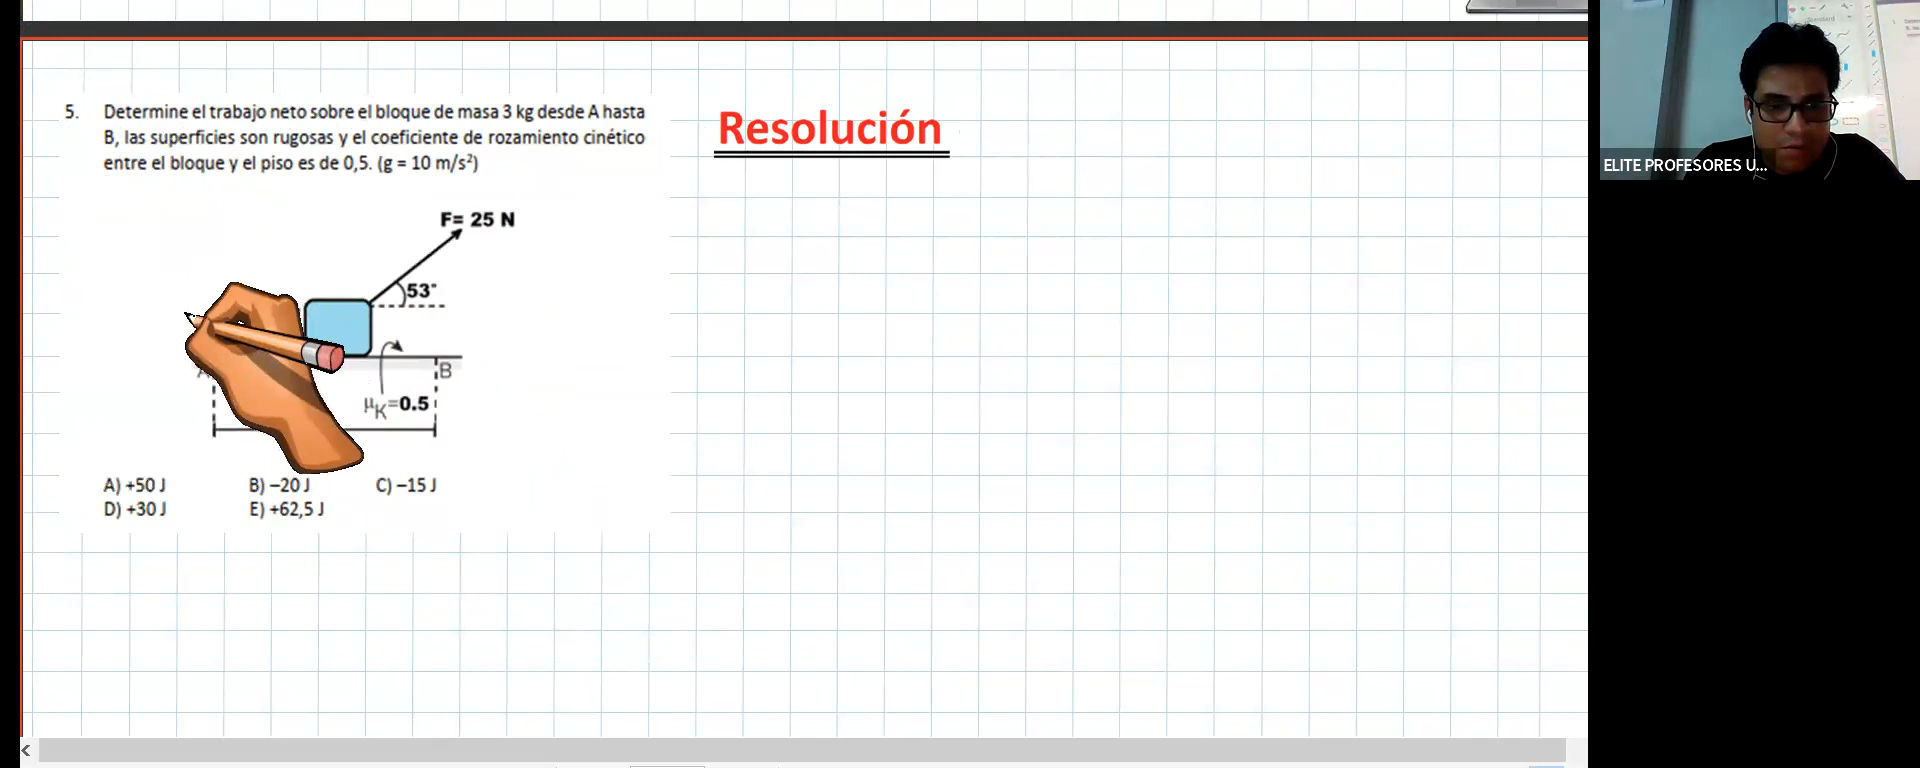 5. Determine el trabajo neto sobre el bloque de masa 3 kg desde A hasta
B, las superficies son rugosas y el coeficiente de rozamiento cinético
entre el bloque y el piso es de 0,5. (g = 10 m/s²)
Resolución
F= 25 N
53°
A
B
μK=0.5
A) +50 J B) –20 J C) –15 J
D) +30 J E) +62,5 J
ELITE PROFESORES U...